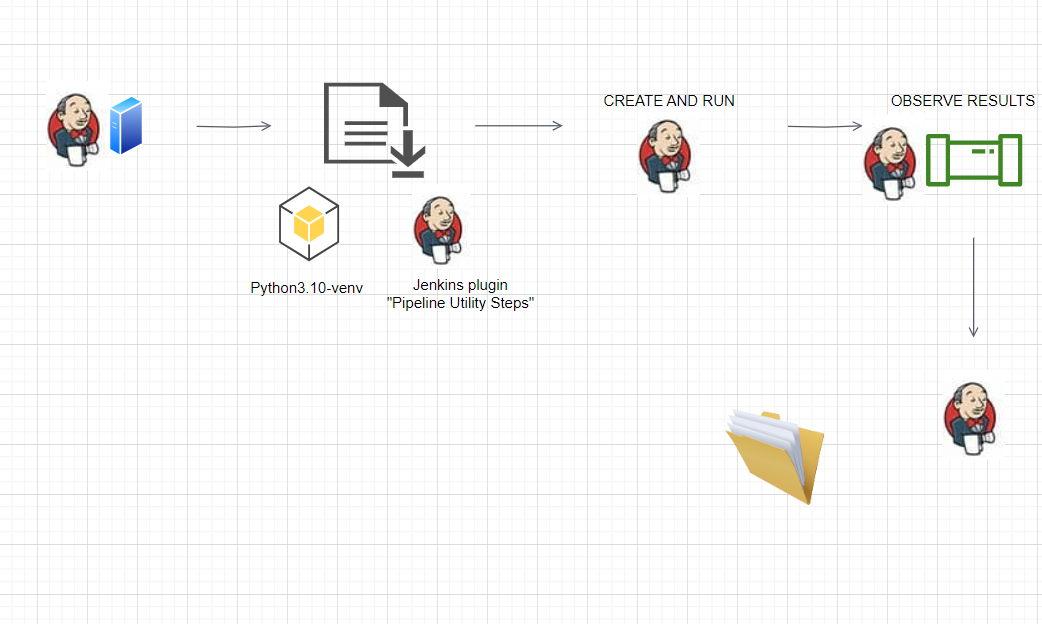 CREATE AND RUN
OBSERVE RESULTS
Python3.10-venv
Jenkins plugin
"Pipeline Utility Steps"